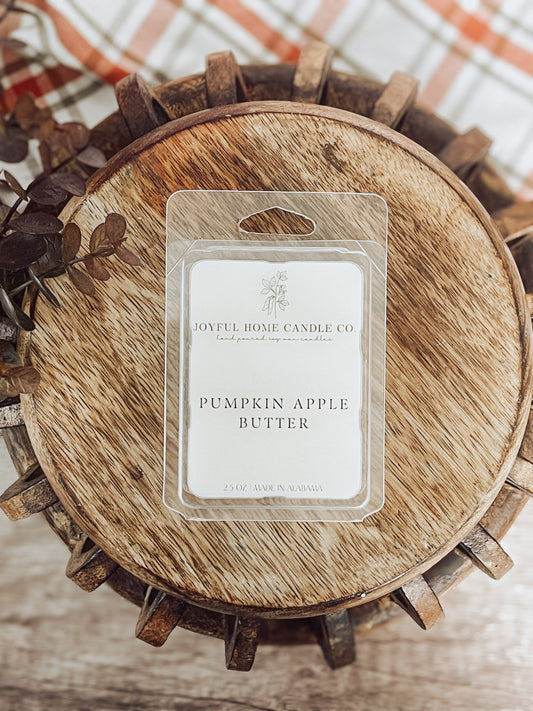 JOYFUL HOME CANDLE CO.
hand poured soy wax candles
PUMPKIN APPLE
BUTTER
2.5 OZ | MADE IN ALABAMA